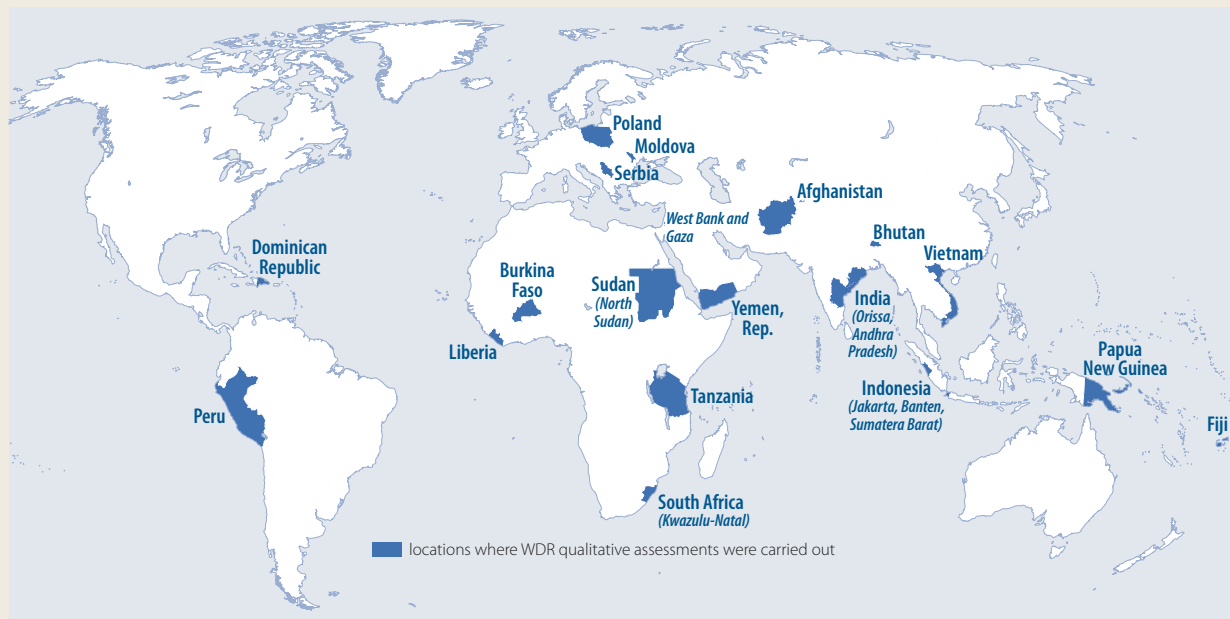 Poland
Moldova
Serbia
Afghanistan
West Bank and
Gaza
Bhutan
Vietnam
Dominican
Republic
Burkina
Faso
Sudan
(North
Sudan)
Yemen,
Rep.
India
(Orissa,
Andhra
Pradesh)
Liberia
Papua
New Guinea
Peru
Tanzania
Indonesia
(Jakarta, Banten,
Sumatera Barat)
Fiji
South Africa
(Kwazulu-Natal)
locations where WDR qualitative assessments were carried out